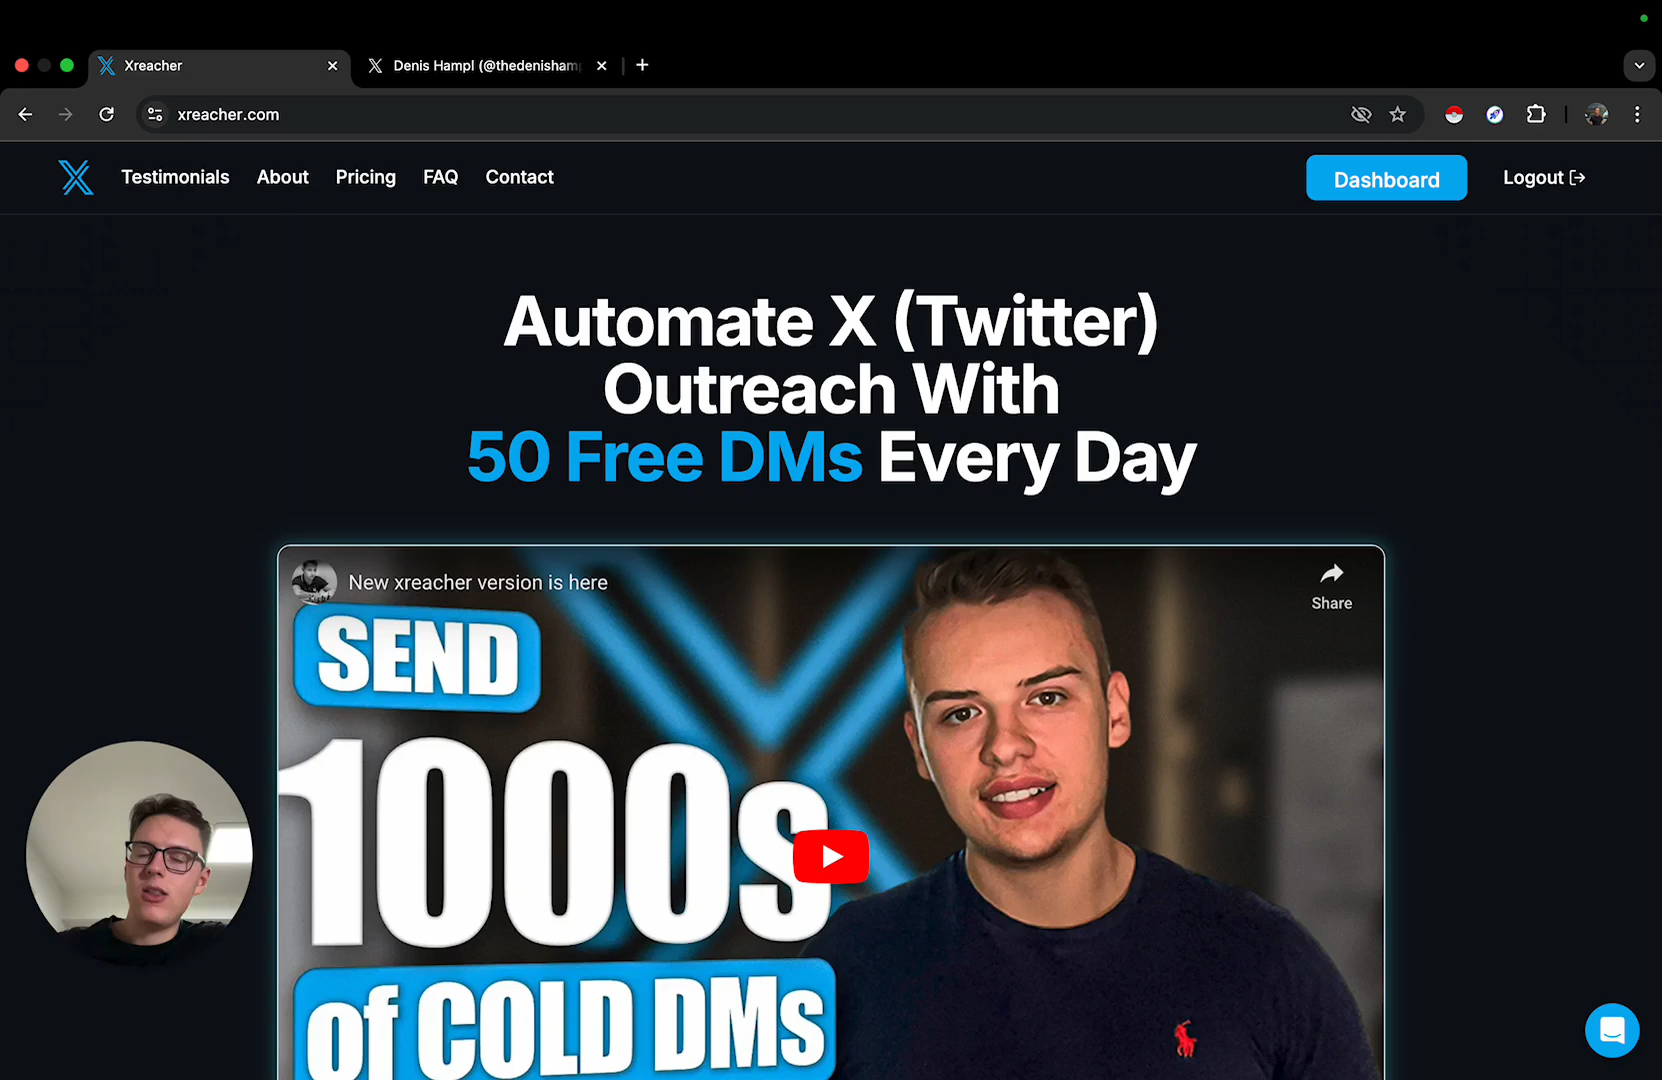 Xreacher
Denis Hampl (@thedenisham
xreacher.com
Testimonials
About
Pricing
FAQ
Contact
Dashboard
Logout
Automate X (Twitter)
Outreach With
50 Free DMs Every Day
New xreacher version is here
Share
SEND
1000s
of COLD DMs